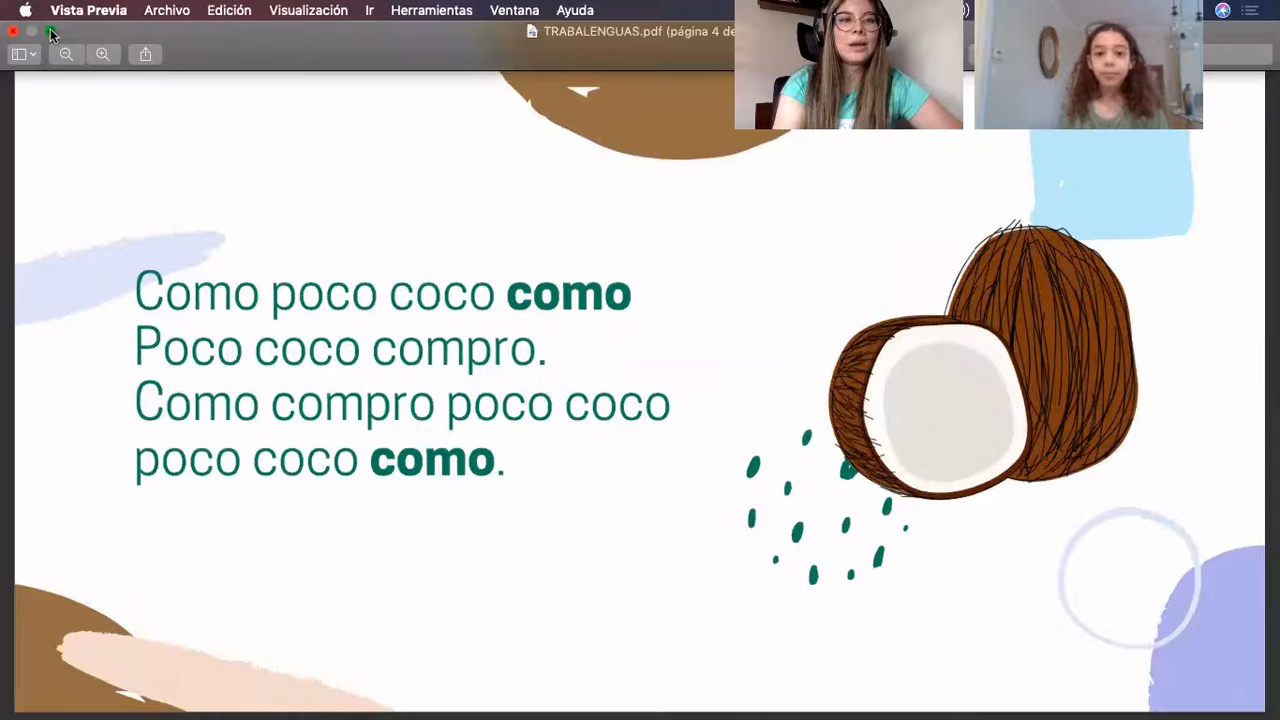 Vista Previa Archivo Edición Visualización Ir Herramientas Ventana Ayuda
TRABALENGUAS.pdf (página 4 de
Como poco coco como
Poco coco compro.
Como compro poco coco
poco coco como.